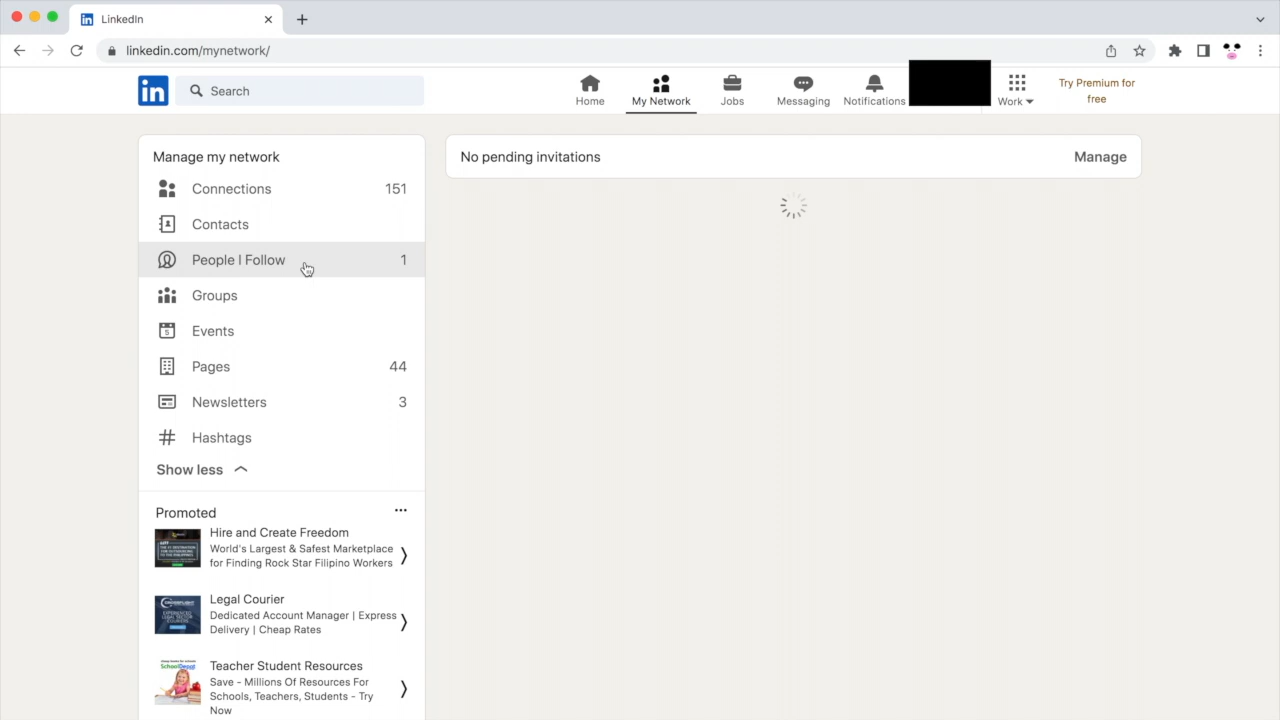 LinkedIn
linkedin.com/mynetwork/
in
Search
Home
My Network
Jobs
Messaging
Notifications
Work
Try Premium for
free
Manage my network
Connections 151
Contacts
People I Follow 1
Groups
Events
Pages 44
Newsletters 3
Hashtags
Show less
No pending invitations
Manage
Promoted
Hire and Create Freedom
World's Largest & Safest Marketplace
for Finding Rock Star Filipino Workers
Legal Courier
Dedicated Account Manager | Express
Delivery | Cheap Rates
Teacher Student Resources
Save - Millions Of Resources For
Schools, Teachers, Students - Try
Now